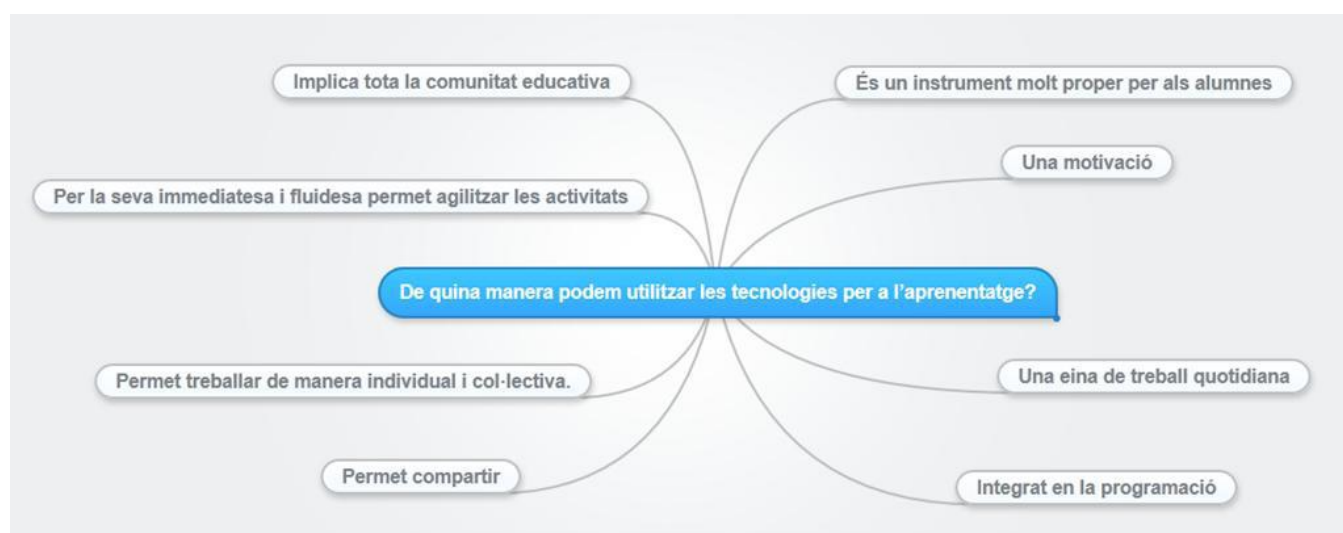 Implica tota la comunitat educativa
És un instrument molt proper per als alumnes
Una motivació
Per la seva immediatesa i fluidesa permet agilitzar les activitats
De quina manera podem utilitzar les tecnologies per a l'aprenentatge?
Permet treballar de manera individual i col·lectiva.
Una eina de treball quotidiana
Permet compartir
Integrat en la programació